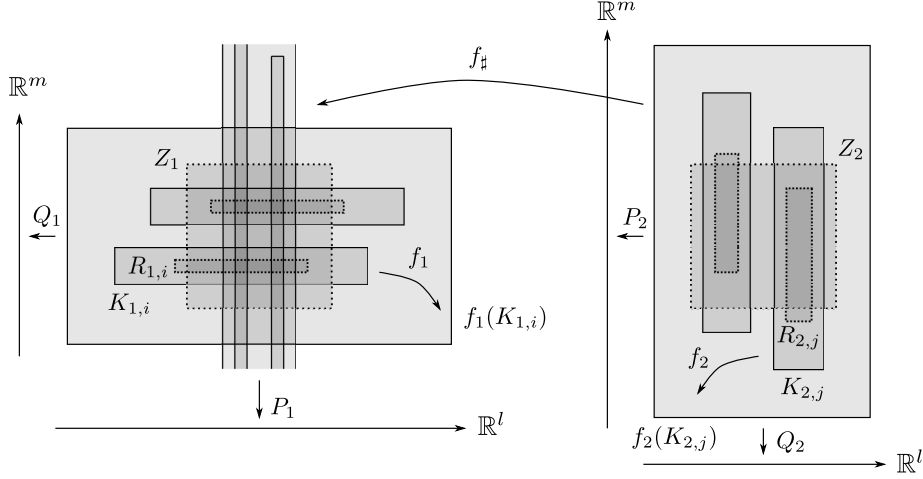 ℝ^m
f_♯
ℝ^m
Z_1
Z_2
Q_1
P_2
f_1
R_{1,i}
K_{1,i}
f_1(K_{1,i})
R_{2,j}
f_2
K_{2,j}
P_1
ℝ^l
f_2(K_{2,j})
Q_2
ℝ^l